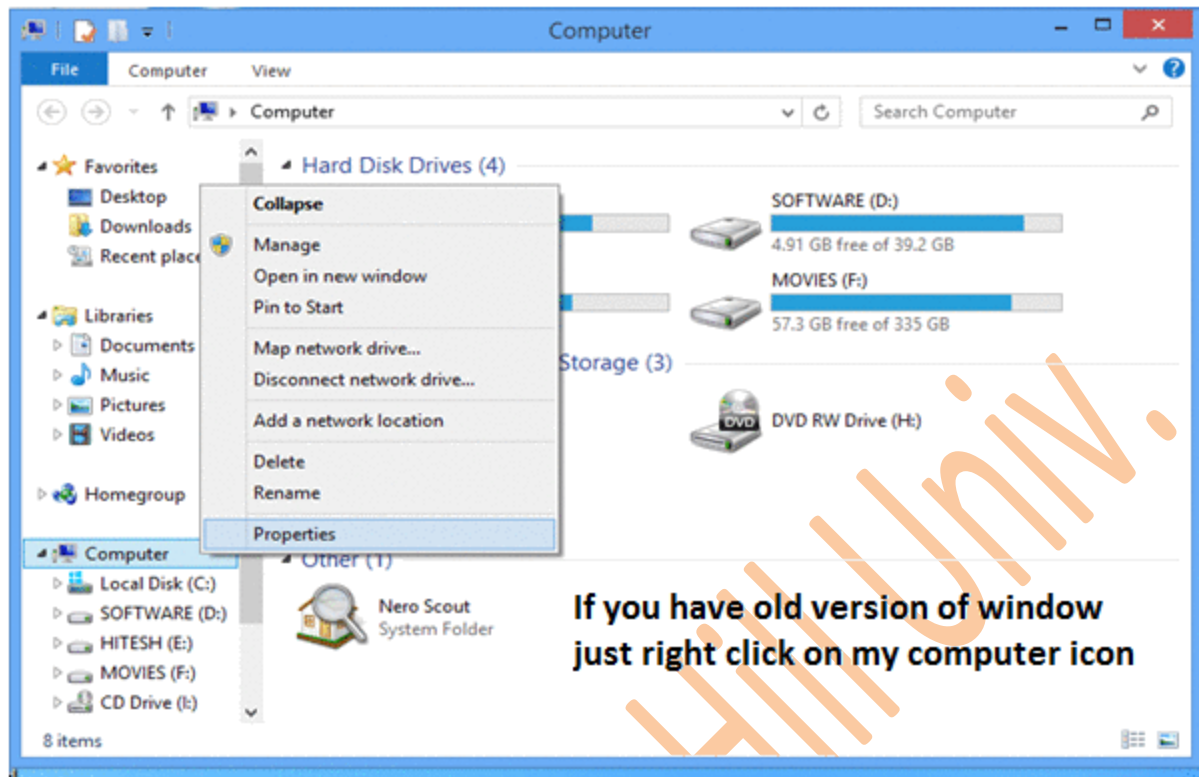 Computer
File Computer View
Computer
Search Computer
Favorites
Desktop
Downloads
Recent place
Libraries
Documents
Music
Pictures
Videos
Homegroup
Computer
Local Disk (C:)
SOFTWARE (D:)
HITESH (E:)
MOVIES (F:)
CD Drive (I:)
Collapse
Manage
Open in new window
Pin to Start
Map network drive...
Disconnect network drive...
Add a network location
Delete
Rename
Properties
Hard Disk Drives (4)
SOFTWARE (D:)
4.91 GB free of 39.2 GB
MOVIES (F:)
57.3 GB free of 335 GB
Storage (3)
DVD
DVD RW Drive (H:)
Other (1)
Nero Scout
System Folder
If you have old version of window
just right click on my computer icon
Hill Univ.
8 items